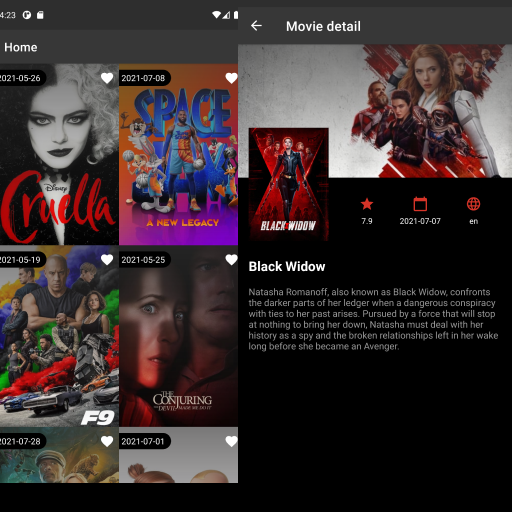 4:23
Home
2021-05-26
2021-07-08
Disney
Cruella
SPACE
JAM
A NEW LEGACY
2021-05-19
2021-05-25
F9
THE
CONJURING
THE DEVIL MADE ME DO IT
2021-07-28
2021-07-01
Movie detail
BLACK WIDOW
7.9
2021-07-07
en
Black Widow
Natasha Romanoff, also known as Black Widow, confronts
the darker parts of her ledger when a dangerous conspiracy
with ties to her past arises. Pursued by a force that will stop
at nothing to bring her down, Natasha must deal with her
history as a spy and the broken relationships left in her wake
long before she became an Avenger.